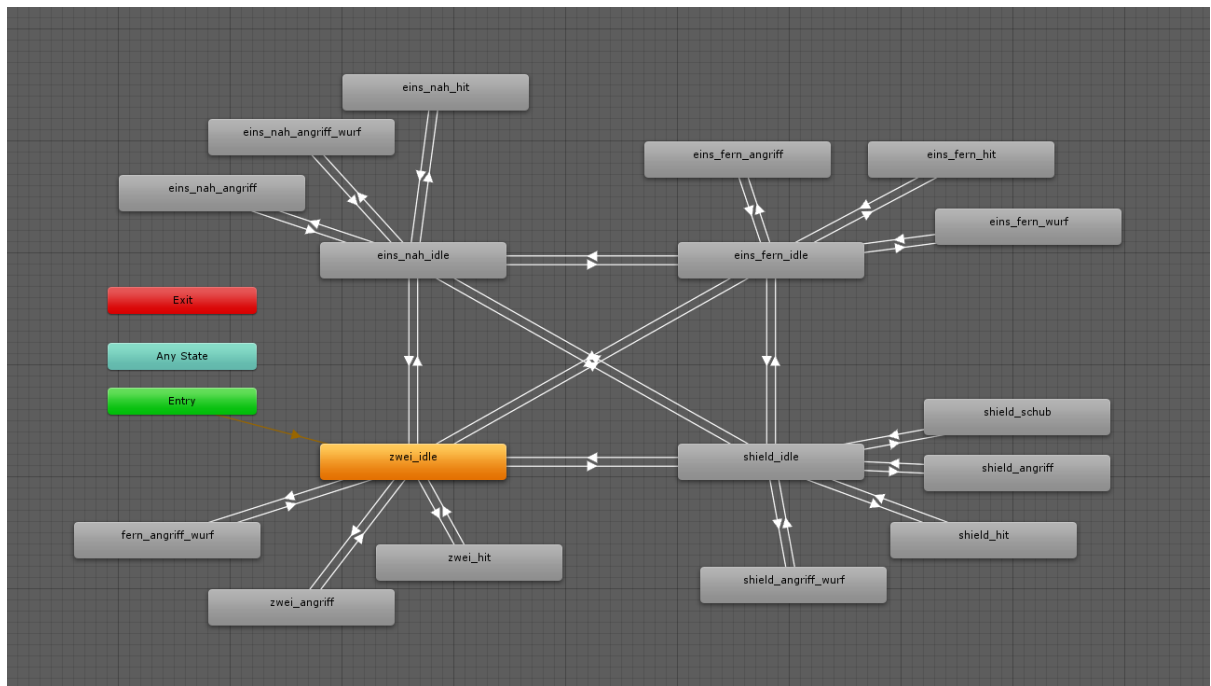 eins_nah_hit
eins_nah_angriff_wurf
eins_fern_angriff
eins_fern_hit
eins_nah_angriff
eins_fern_wurf
eins_nah_idle
eins_fern_idle
Exit
Any State
Entry
shield_schub
zwei_idle
shield_idle
shield_angriff
fern_angriff_wurf
shield_hit
zwei_hit
shield_angriff_wurf
zwei_angriff